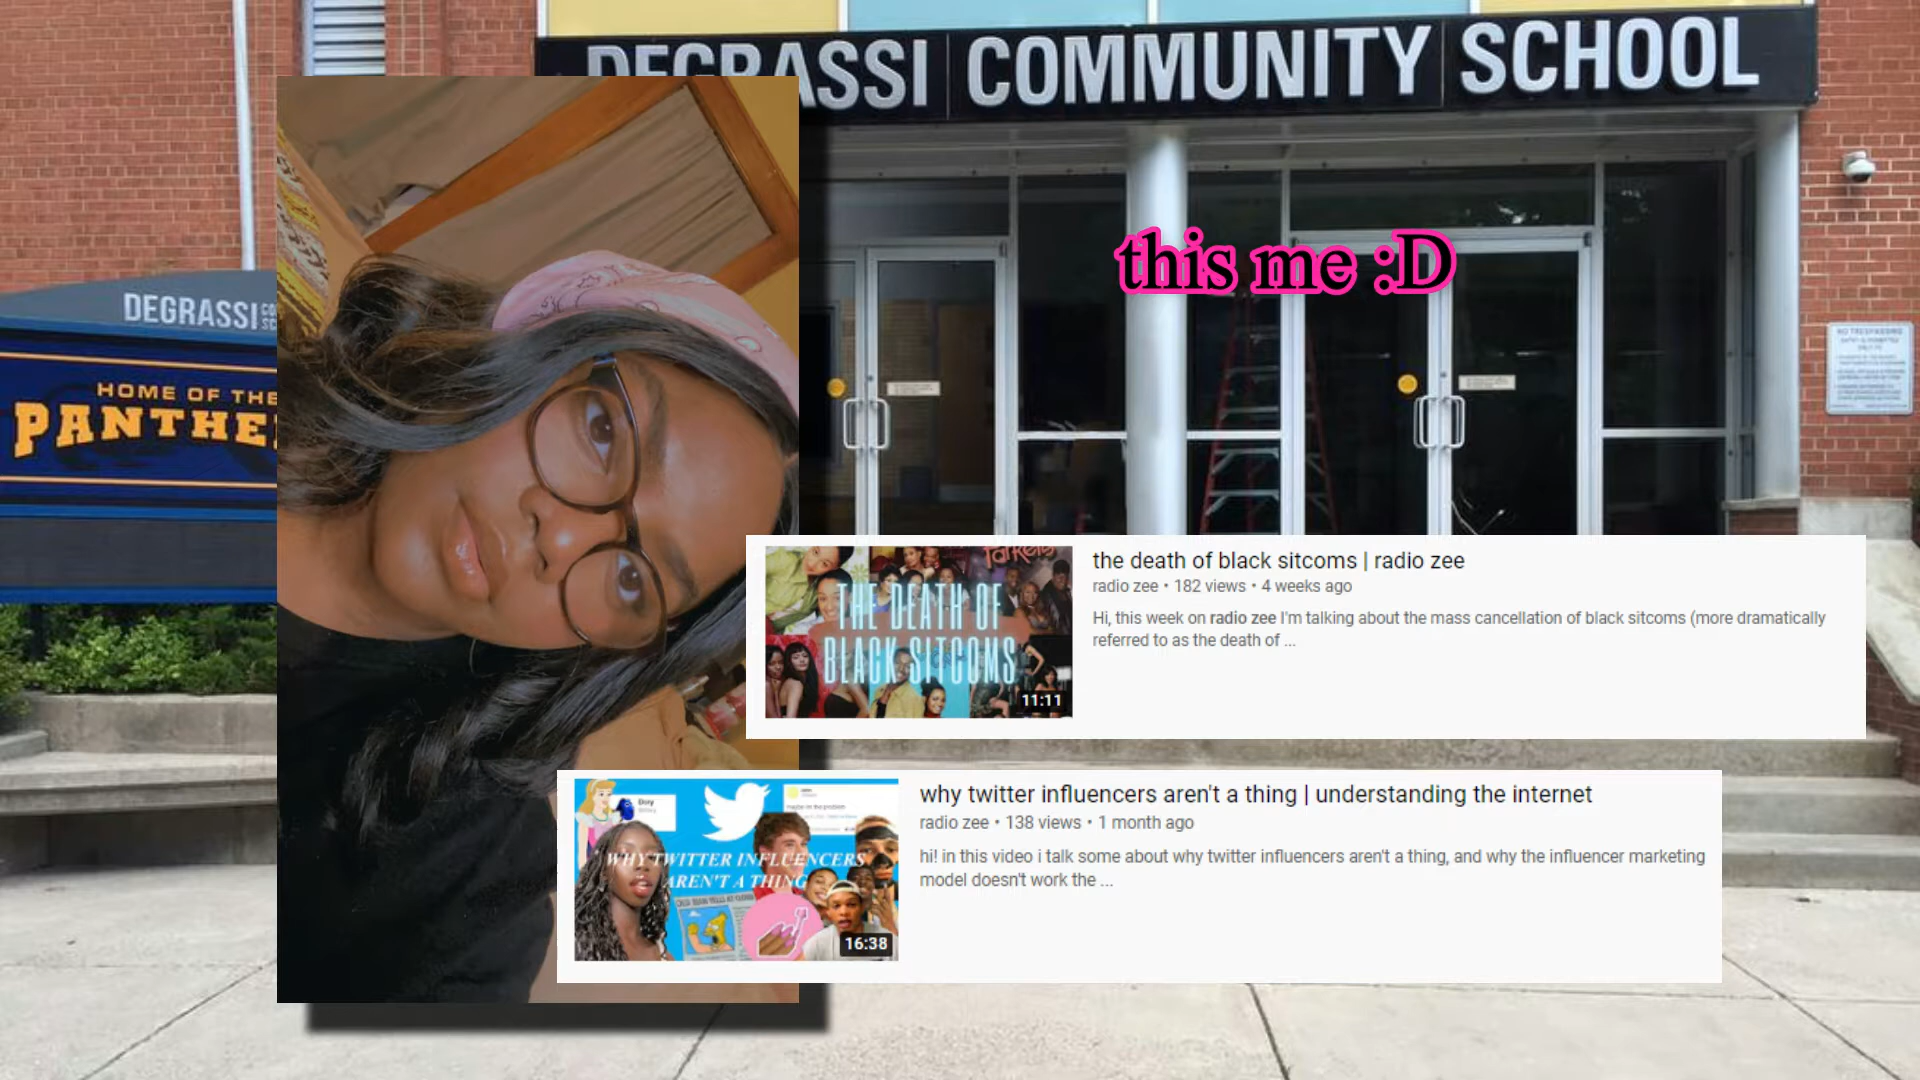 DEGRASSI COMMUNITY SCHOOL
this me :D
DEGRASSI
HOME OF THE
PANTHE
the death of black sitcoms | radio zee
radio zee • 182 views • 4 weeks ago
Hi, this week on radio zee I'm talking about the mass cancellation of black sitcoms (more dramatically
referred to as the death of ...
THE DEATH OF
BLACK SITCOMS
11:11
why twitter influencers aren't a thing | understanding the internet
radio zee • 138 views • 1 month ago
hi! in this video i talk some about why twitter influencers aren't a thing, and why the influencer marketing
model doesn't work the ...
Dory
WHY TWITTER INFLUENCERS
AREN'T A THING
16:38